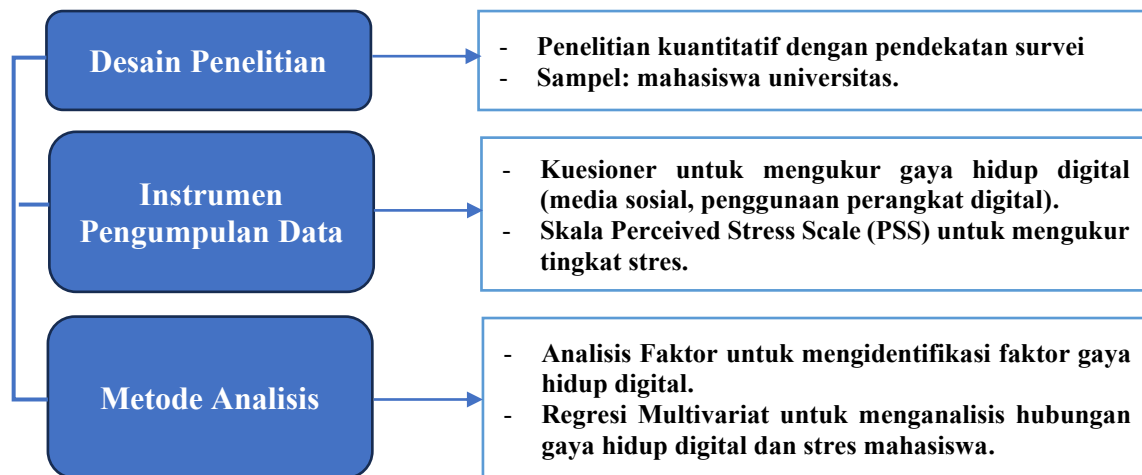 Desain Penelitian
- Penelitian kuantitatif dengan pendekatan survei
- Sampel: mahasiswa universitas.
Instrumen
Pengumpulan Data
- Kuesioner untuk mengukur gaya hidup digital
(media sosial, penggunaan perangkat digital).
- Skala Perceived Stress Scale (PSS) untuk mengukur
tingkat stres.
Metode Analisis
- Analisis Faktor untuk mengidentifikasi faktor gaya
hidup digital.
- Regresi Multivariat untuk menganalisis hubungan
gaya hidup digital dan stres mahasiswa.